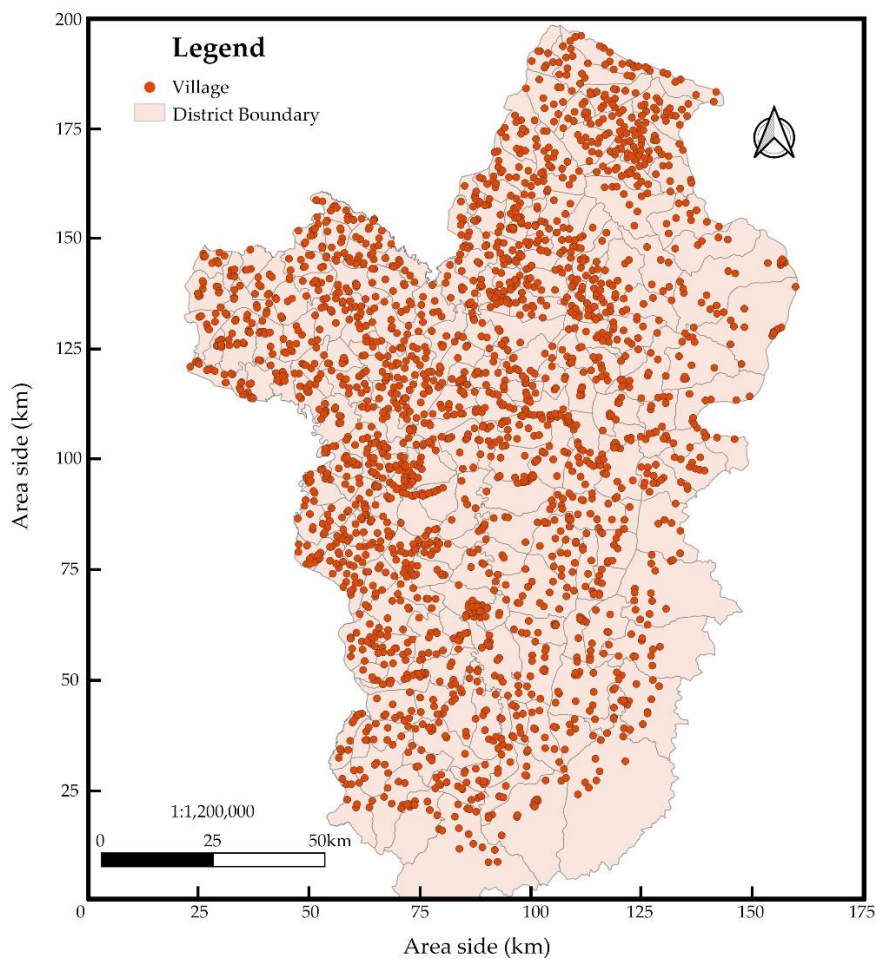 200
Legend
Village
District Boundary
175
150
125
100
75
50
25
Area side (km)
1:1,200,000
0 25 50km
0 25 50 75 100 125 150 175
Area side (km)